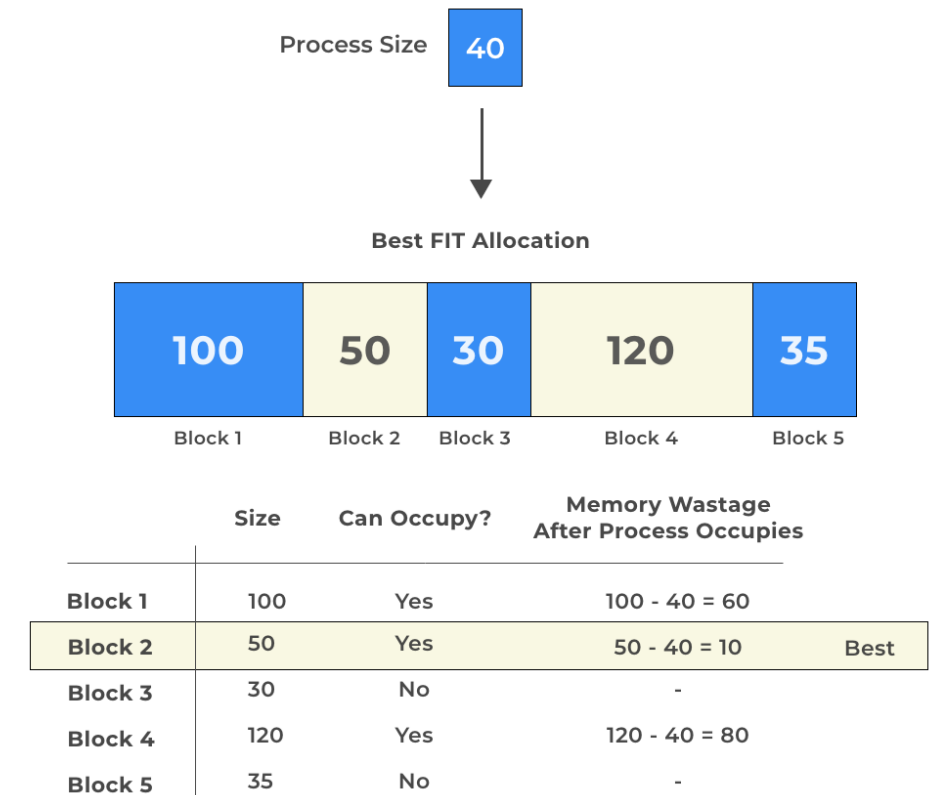 Process Size 40
Best FIT Allocation
100 50 30 120 35
Block 1 Block 2 Block 3 Block 4 Block 5
Size Can Occupy? Memory Wastage
After Process Occupies
Block 1 100 Yes 100 - 40 = 60
Block 2 50 Yes 50 - 40 = 10 Best
Block 3 30 No -
Block 4 120 Yes 120 - 40 = 80
Block 5 35 No -